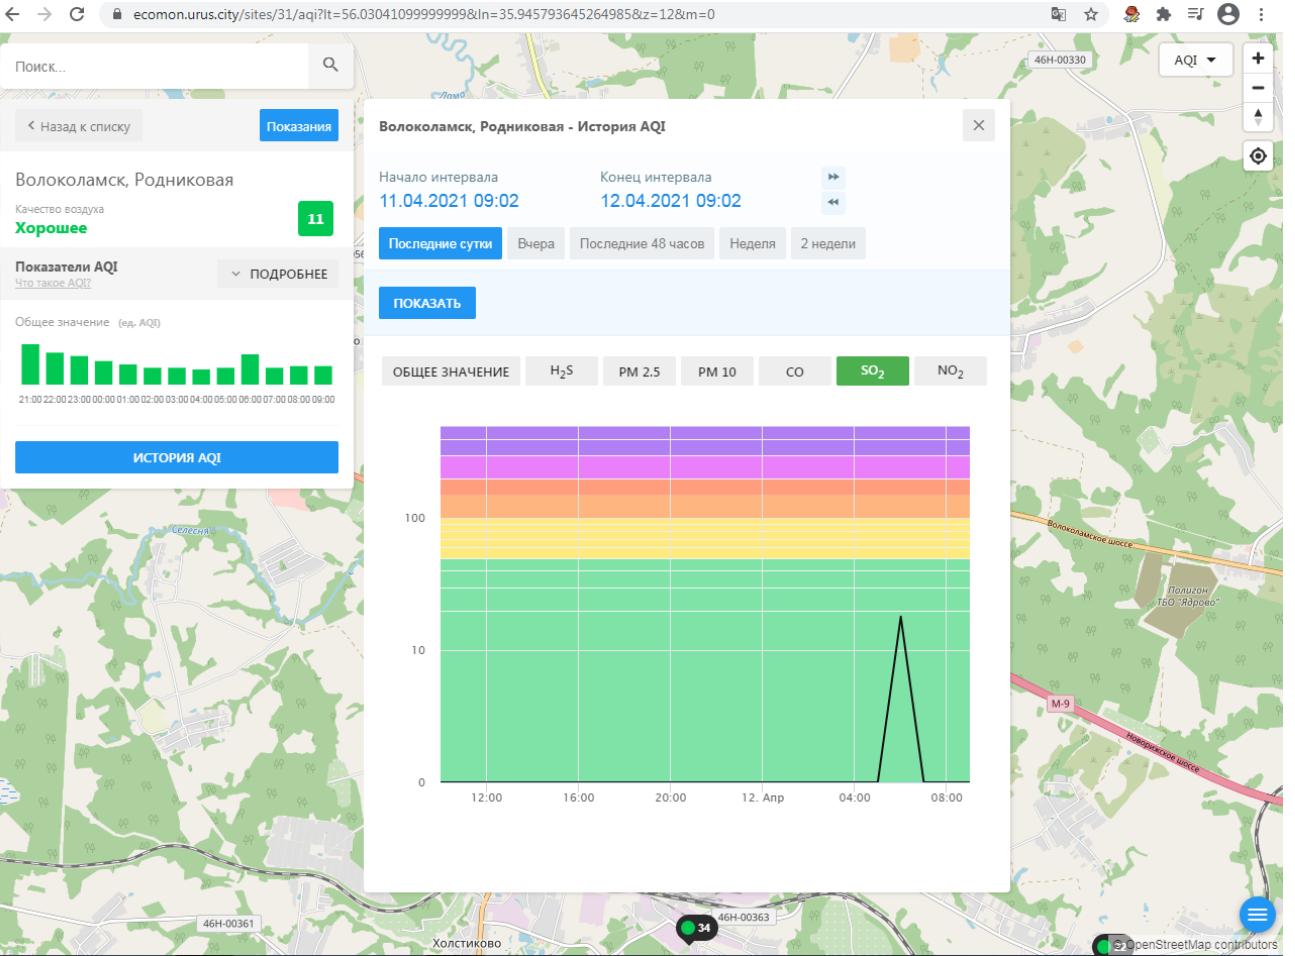 ecomon.urus.city/sites/31/aqi?lt=56.03041099999999&ln=35.945793645264985&z=12&m=0
Поиск...
46Н-00330
AQI
Назад к списку
Показания
Волоколамск, Родниковая
Качество воздуха
Хорошее
11
Показатели AQI
Что такое AQI?
ПОДРОБНЕЕ
Общее значение (ед. AQI)
21:00 22:00 23:00 00:00 01:00 02:00 03:00 04:00 05:00 06:00 07:00 08:00 09:00
ИСТОРИЯ AQI
Волоколамск, Родниковая - История AQI
Начало интервала
Конец интервала
11.04.2021 09:02
12.04.2021 09:02
Последние сутки
Вчера
Последние 48 часов
Неделя
2 недели
ПОКАЗАТЬ
ОБЩЕЕ ЗНАЧЕНИЕ
H2S
PM 2.5
PM 10
CO
SO2
NO2
100
10
0
12:00
16:00
20:00
12. Апр
04:00
08:00
Лама
Селесня
Волоколамское шоссе
Полигон
ТБО "Ядрово"
М-9
Новорижское шоссе
46Н-00361
46Н-00363
34
Холстиково
© OpenStreetMap contributors